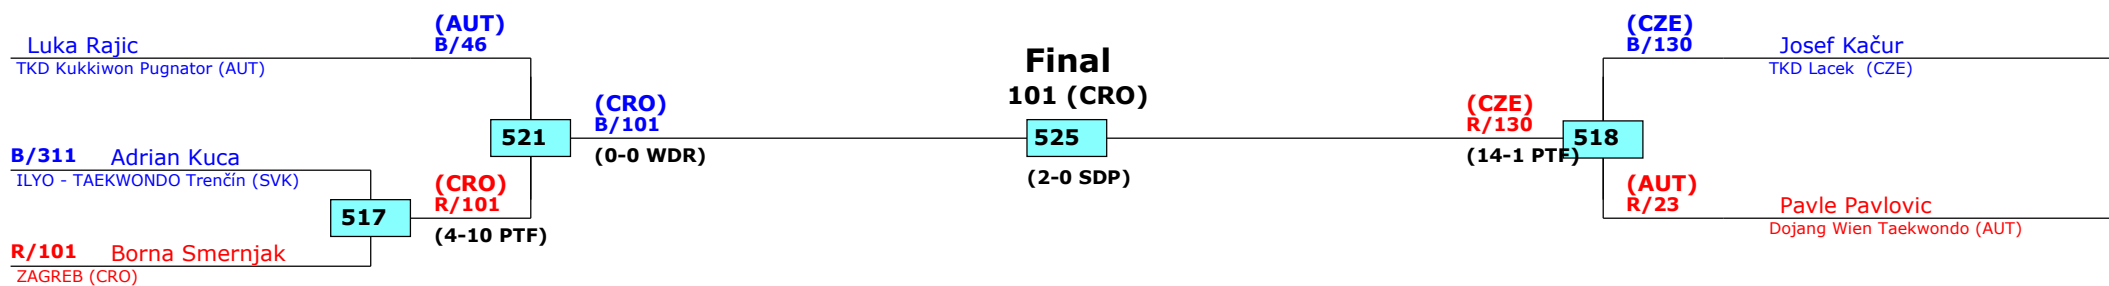 (AUT)
B/46
Luka Rajic
TKD Kukkiwon Pugnator (AUT)
B/311 Adrian Kuca
ILYO - TAEKWONDO Trenčín (SVK)
517
R/101 Borna Smernjak
ZAGREB (CRO)
(CRO)
R/101
(4-10 PTF)
521
(CRO)
B/101
(0-0 WDR)
Final
101 (CRO)
525
(2-0 SDP)
(CZE)
R/130
(14-1 PTF)
518
(CZE)
B/130
Josef Kačur
TKD Lacek (CZE)
(AUT)
R/23
Pavle Pavlovic
Dojang Wien Taekwondo (AUT)